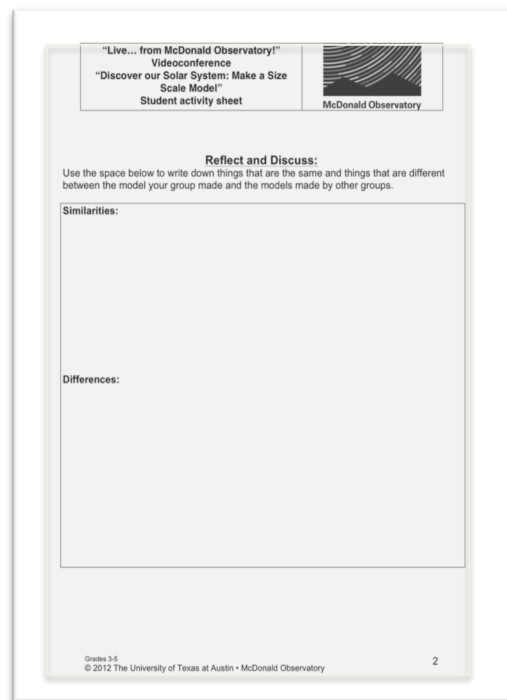 “Live... from McDonald Observatory!”
Videoconference
“Discover our Solar System: Make a Size
Scale Model”
Student activity sheet
McDonald Observatory
Reflect and Discuss:
Use the space below to write down things that are the same and things that are different
between the model your group made and the models made by other groups.
Similarities:
Differences:
Grades 3-5
© 2012 The University of Texas at Austin • McDonald Observatory
2